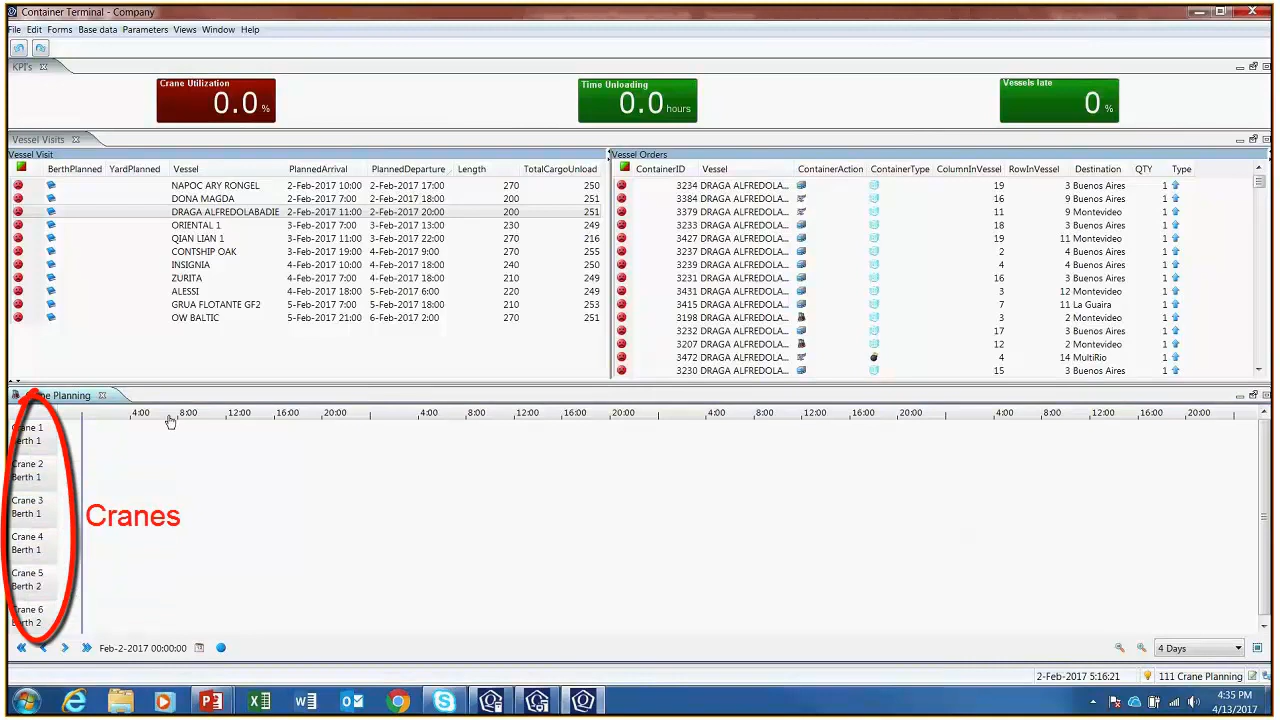 Container Terminal - Company
File Edit Forms Base data Parameters Views Window Help
KPI's
Crane Utilization
0.0 %
Time Unloading
0.0 hours
Vessels late
0 %
Vessel Visits
Vessel Visit
BerthPlanned YardPlanned Vessel PlannedArrival PlannedDeparture Length TotalCargoUnload
NAPOC ARY RONGEL 2-Feb-2017 10:00 2-Feb-2017 17:00 270 250
DONA MAGDA 2-Feb-2017 7:00 2-Feb-2017 18:00 200 251
DRAGA ALFREDOLABADIE 2-Feb-2017 11:00 2-Feb-2017 20:00 200 251
ORIENTAL 1 3-Feb-2017 7:00 3-Feb-2017 13:00 230 249
QIAN LIAN 1 3-Feb-2017 11:00 3-Feb-2017 22:00 270 216
CONTSHIP OAK 3-Feb-2017 18:00 4-Feb-2017 9:00 270 255
INSIGNIA 4-Feb-2017 10:00 4-Feb-2017 18:00 240 250
ZURITA 4-Feb-2017 7:00 4-Feb-2017 18:00 210 249
ALESSI 4-Feb-2017 18:00 5-Feb-2017 6:00 220 249
GRUA FLOTANTE GF2 5-Feb-2017 7:00 5-Feb-2017 18:00 210 253
OW BALTIC 5-Feb-2017 21:00 6-Feb-2017 2:00 270 251
Vessel Orders
ContainerID Vessel ContainerAction ContainerType ColumnInVessel RowInVessel Destination QTY Type
3234 DRAGA ALFREDOLA... 19 3 Buenos Aires 1
3384 DRAGA ALFREDOLA... 16 9 Buenos Aires 1
3379 DRAGA ALFREDOLA... 11 9 Montevideo 1
3233 DRAGA ALFREDOLA... 18 3 Buenos Aires 1
3427 DRAGA ALFREDOLA... 19 11 Montevideo 1
3237 DRAGA ALFREDOLA... 2 4 Buenos Aires 1
3239 DRAGA ALFREDOLA... 4 4 Buenos Aires 1
3231 DRAGA ALFREDOLA... 16 3 Buenos Aires 1
3431 DRAGA ALFREDOLA... 3 12 Montevideo 1
3415 DRAGA ALFREDOLA... 7 11 La Guaira 1
3198 DRAGA ALFREDOLA... 3 2 Montevideo 1
3232 DRAGA ALFREDOLA... 17 3 Buenos Aires 1
3207 DRAGA ALFREDOLA... 12 2 Montevideo 1
3472 DRAGA ALFREDOLA... 4 14 MultiRio 1
3230 DRAGA ALFREDOLA... 15 3 Buenos Aires 1
Planning
4:00 8:00 12:00 16:00 20:00 4:00 8:00 12:00 16:00 20:00 4:00 8:00 12:00 16:00 20:00 4:00 8:00 12:00 16:00 20:00
Crane 1
Berth 1
Crane 2
Berth 1
Crane 3
Berth 1
Cranes
Crane 4
Berth 1
Crane 5
Berth 2
Crane 6
Berth 2
Feb-2-2017 00:00:00
4 Days
2-Feb-2017 5:16:21 111 Crane Planning
4:35 PM
4/13/2017